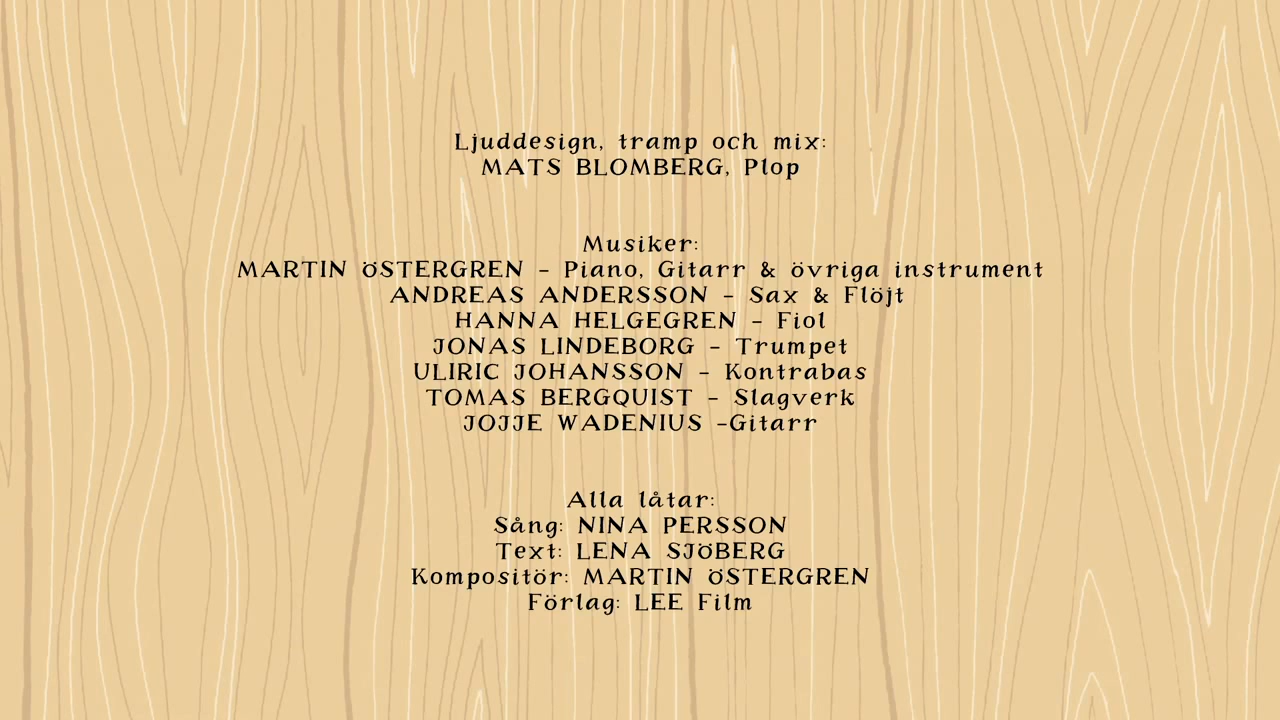 Ljuddesign, tramp och mix:
MATS BLOMBERG, Plop
Musiker:
MARTIN ÖSTERGREN - Piano, Gitarr & övriga instrument
ANDREAS ANDERSSON - Sax & Flöjt
HANNA HELGEGREN - Fiol
JONAS LINDEBORG - Trumpet
ULIRIC JOHANSSON - Kontrabas
TOMAS BERGQUIST - Slagverk
JOJJE WADENIUS -Gitarr
Alla låtar:
Sång: NINA PERSSON
Text: LENA SJÖBERG
Kompositör: MARTIN ÖSTERGREN
Förlag: LEE Film